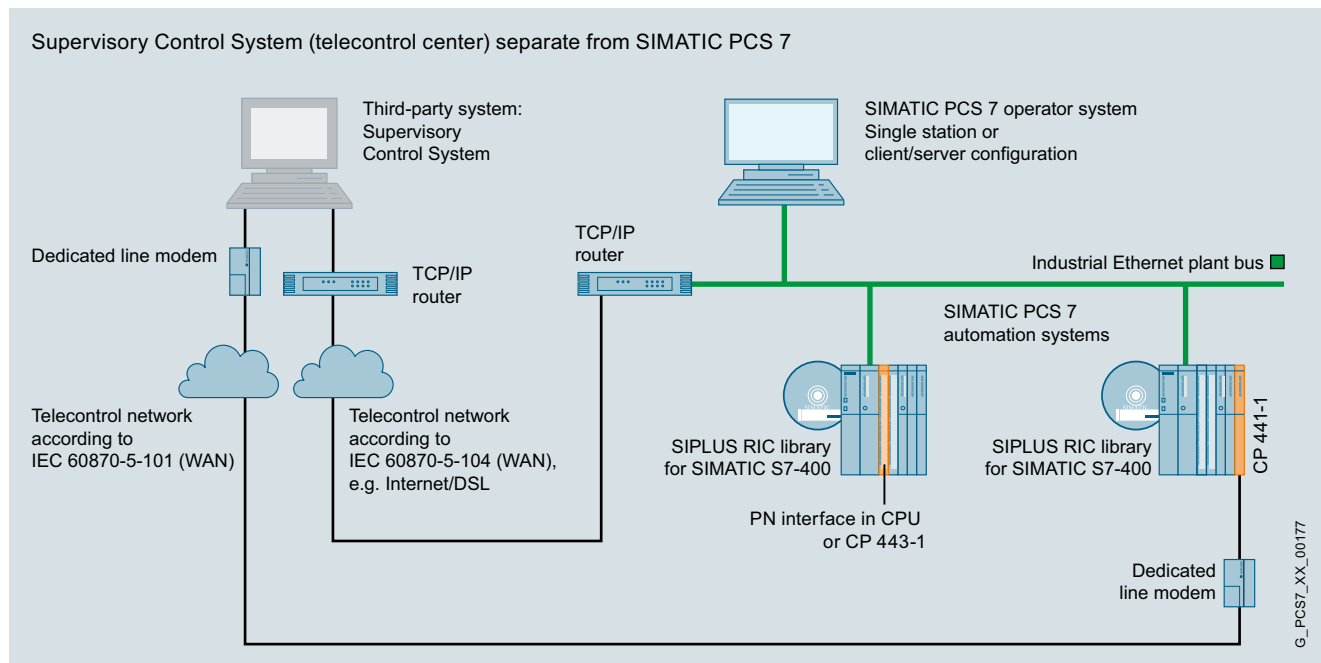 Supervisory Control System (telecontrol center) separate from SIMATIC PCS 7
Third-party system:
Supervisory
Control System
SIMATIC PCS 7 operator system
Single station or
client/server configuration
Dedicated line modem
TCP/IP
router
TCP/IP
router
Industrial Ethernet plant bus
SIMATIC PCS 7
automation systems
Telecontrol network
according to
IEC 60870-5-101 (WAN)
Telecontrol network
according to
IEC 60870-5-104 (WAN),
e.g. Internet/DSL
SIPLUS RIC library
for SIMATIC S7-400
PN interface in CPU
or CP 443-1
SIPLUS RIC library
for SIMATIC S7-400
CP 441-1
Dedicated
line modem
G_PCS7_XX_00177